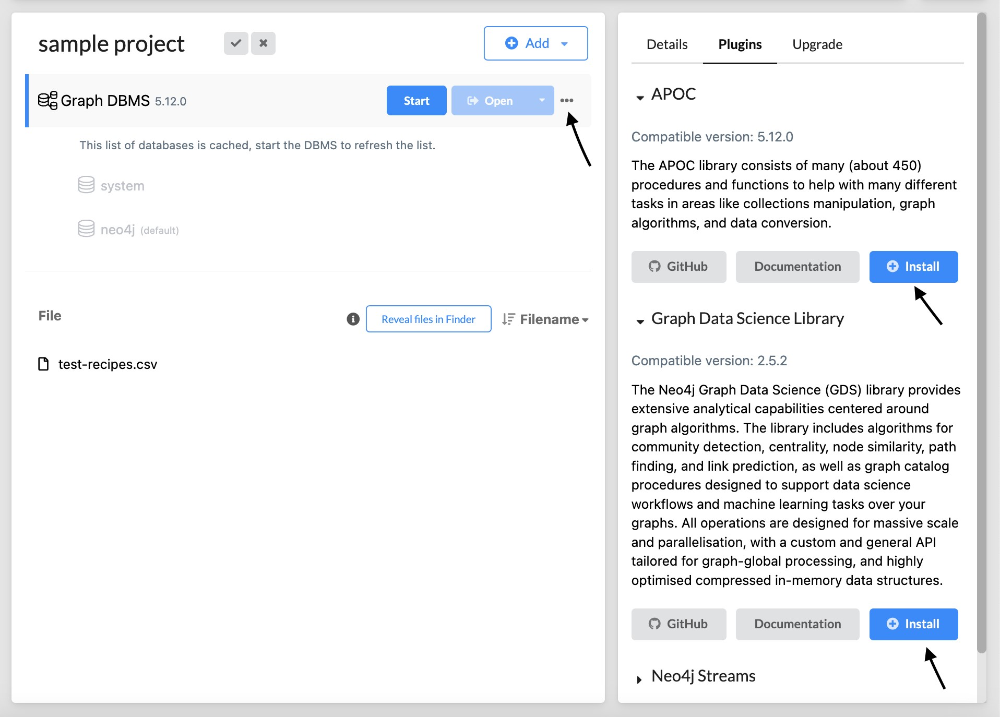 sample project
Add
Graph DBMS 5.12.0
Start
Open
This list of databases is cached, start the DBMS to refresh the list.
system
neo4j (default)
File
Reveal files in Finder
Filename
test-recipes.csv
Details
Plugins
Upgrade
APOC
Compatible version: 5.12.0
The APOC library consists of many (about 450)
procedures and functions to help with many different
tasks in areas like collections manipulation, graph
algorithms, and data conversion.
GitHub
Documentation
Install
Graph Data Science Library
Compatible version: 2.5.2
The Neo4j Graph Data Science (GDS) library provides
extensive analytical capabilities centered around
graph algorithms. The library includes algorithms for
community detection, centrality, node similarity, path
finding, and link prediction, as well as graph catalog
procedures designed to support data science
workflows and machine learning tasks over your
graphs. All operations are designed for massive scale
and parallelisation, with a custom and general API
tailored for graph-global processing, and highly
optimised compressed in-memory data structures.
GitHub
Documentation
Install
Neo4j Streams